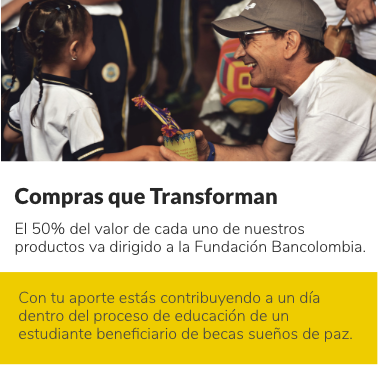 Compras que Transforman
El 50% del valor de cada uno de nuestros
productos va dirigido a la Fundación Bancolombia.
Con tu aporte estás contribuyendo a un día
dentro del proceso de educación de un
estudiante beneficiario de becas sueños de paz.